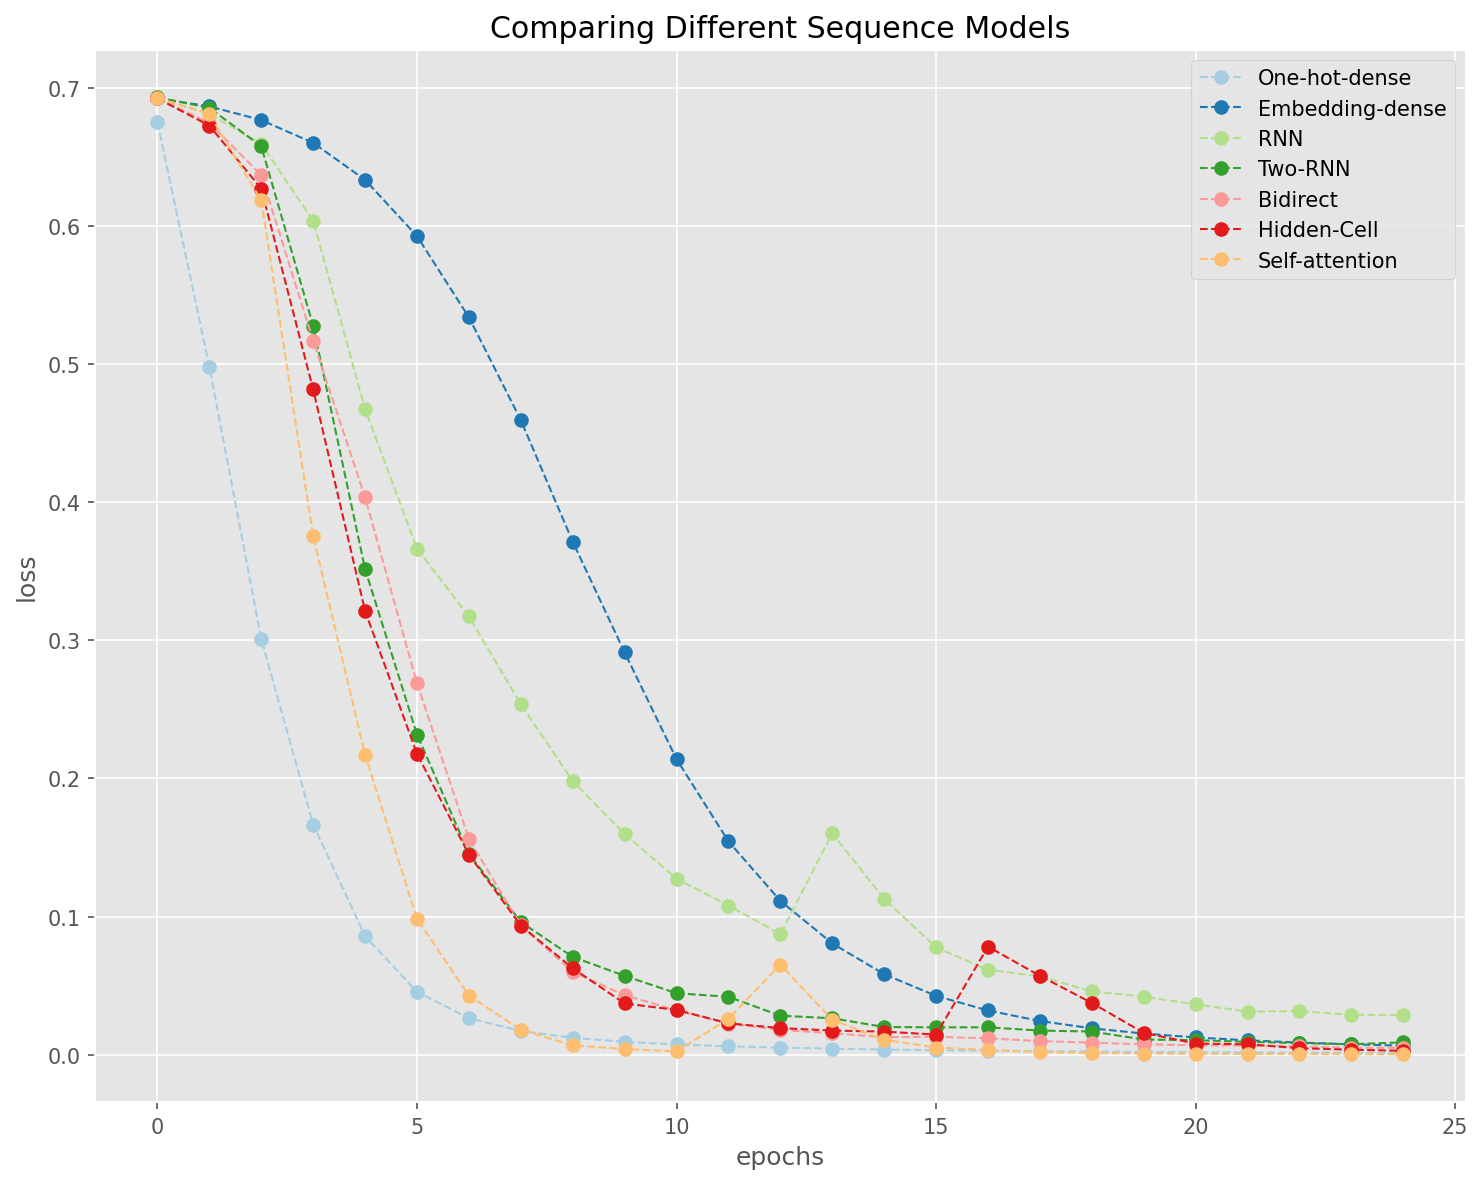 Comparing Different Sequence Models
0.7
0.6
0.5
0.4
0.3
0.2
0.1
0.0
loss
One-hot-dense
Embedding-dense
RNN
Two-RNN
Bidirect
Hidden-Cell
Self-attention
0 5 10 15 20 25
epochs